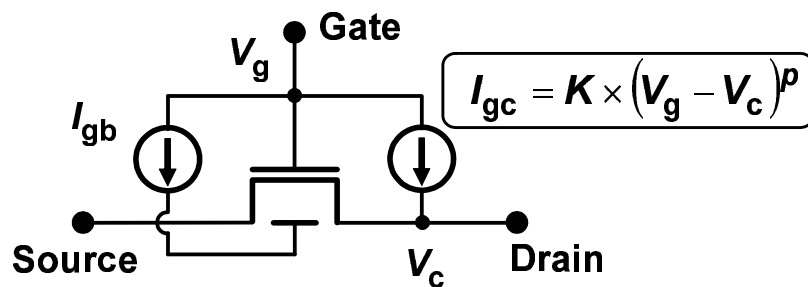 Gate
Vg
Igb
Igc = K × (Vg − Vc)^p
Source
Vc
Drain